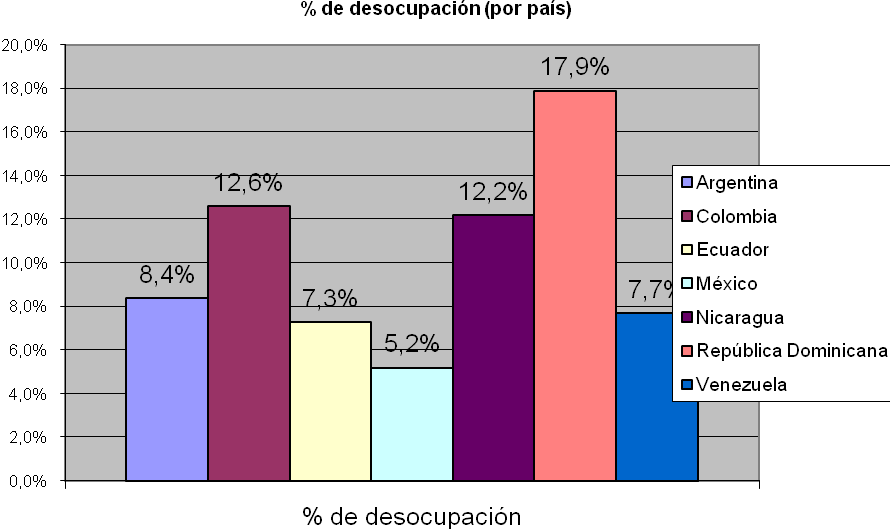 % de desocupación (por país)
20,0%
18,0%
16,0%
14,0%
12,0%
10,0%
8,0%
6,0%
4,0%
2,0%
0,0%
8,4%
12,6%
7,3%
5,2%
12,2%
17,9%
7,7%
Argentina
Colombia
Ecuador
México
Nicaragua
República Dominicana
Venezuela
% de desocupación